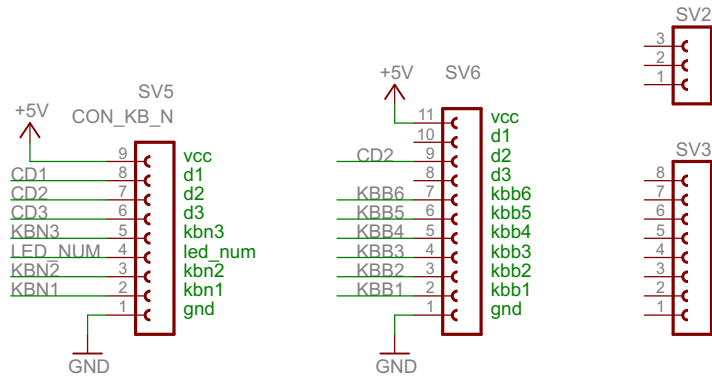 SV5
CON_KB_N
+5V
9 vcc
CD1 8 d1
CD2 7 d2
CD3 6 d3
KBN3 5 kbn3
LED_NUM 4 led_num
KBN2 3 kbn2
KBN1 2 kbn1
1 gnd
GND
SV6
+5V
11 vcc
10 d1
CD2 9 d2
8 d3
KBB6 7 kbb6
KBB5 6 kbb5
KBB4 5 kbb4
KBB3 4 kbb3
KBB2 3 kbb2
KBB1 2 kbb1
1 gnd
GND
SV2
3
2
1
SV3
8
7
6
5
4
3
2
1